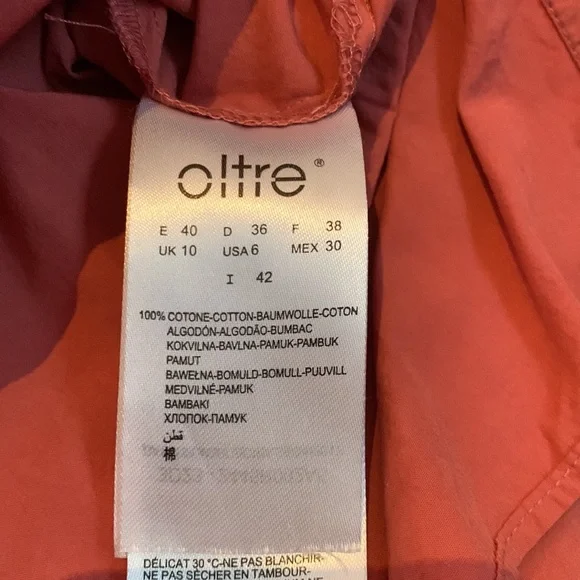 oltre®
E 40 D 36 F 38
UK 10 USA 6 MEX 30
I 42
100% COTONE-COTTON-BAUMWOLLE-COTON
ALGODÓN-ALGODÃO-BUMBAC
KOKVILNA-BAVLNA-PAMUK-PAMBUK
PAMUT
BAWEŁNA-BOMULD-BOMULL-PUUVILL
MEDVILNĖ-PAMUK
BAMBAKI
ХЛОПОК-ПАМУК
قطن
棉
DÉLICAT 30 °C-NE PAS BLANCHIR-
NE PAS SÉCHER EN TAMBOUR-